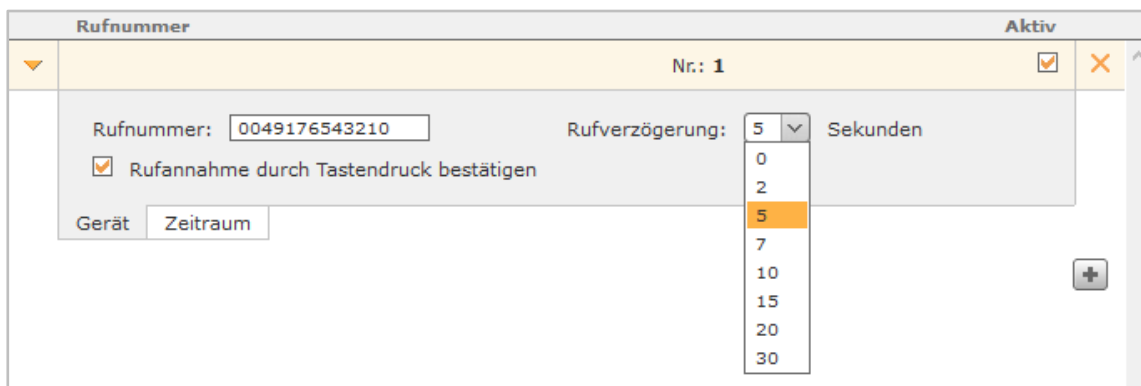 Rufnummer Aktiv
Nr.: 1
Rufnummer: 0049176543210 Rufverzögerung: 5 Sekunden
Rufannahme durch Tastendruck bestätigen
0
2
5
7
10
15
20
30
Gerät Zeitraum